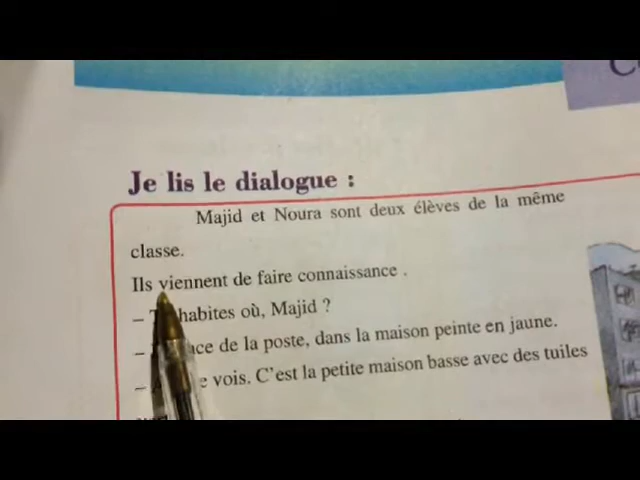 Je lis le dialogue :
Majid et Noura sont deux élèves de la même
classe.
Ils viennent de faire connaissance .
– habites où, Majid ?
– de la poste, dans la maison peinte en jaune.
– vois. C'est la petite maison basse avec des tuiles